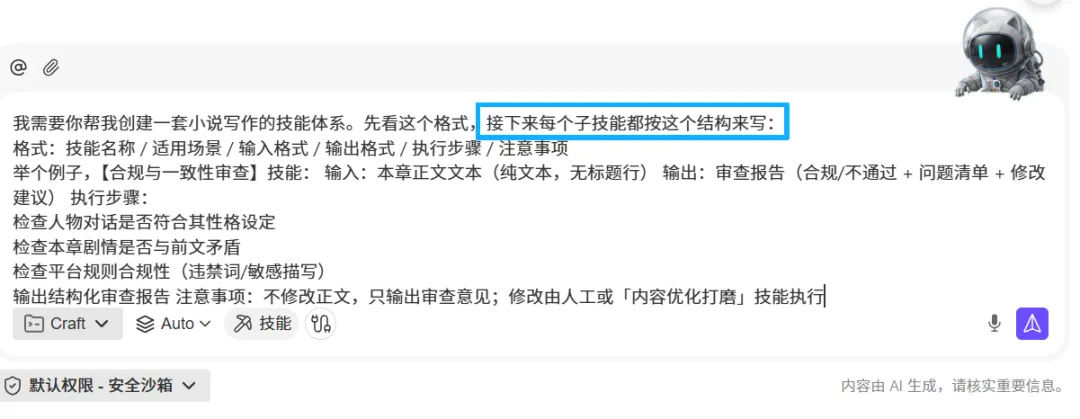 @
我需要你帮我创建一套小说写作的技能体系。先看这个格式，接下来每个子技能都按这个结构来写：
格式：技能名称 / 适用场景 / 输入格式 / 输出格式 / 执行步骤 / 注意事项
举个例子，【合规与一致性审查】技能： 输入：本章正文文本（纯文本，无标题行） 输出：审查报告（合规/不通过 + 问题清单 + 修改
建议） 执行步骤：
检查人物对话是否符合其性格设定
检查本章剧情是否与前文矛盾
检查平台规则合规性（违禁词/敏感描写）
输出结构化审查报告 注意事项：不修改正文，只输出审查意见；修改由人工或「内容优化打磨」技能执行
Craft Auto 技能
默认权限 - 安全沙箱 内容由 AI 生成，请核实重要信息。